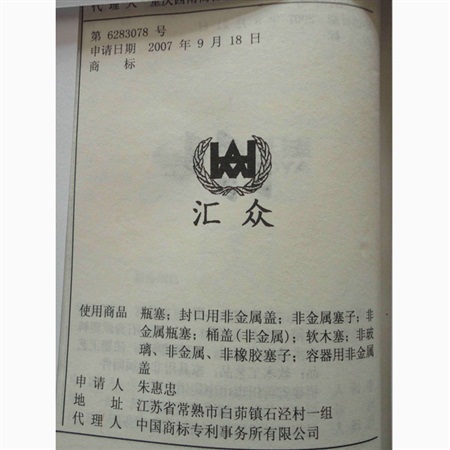 代 理 人
第 6283078 号
申请日期 2007 年 9 月 18 日
商 标
汇 众
使用商品 瓶塞;封口用非金属盖;非金属塞子;非
金属瓶塞;桶盖(非金属);软木塞;非玻
璃、非金属、非橡胶塞子;容器用非金属
盖
申 请 人 朱惠忠
地 址 江苏省常熟市白茆镇石泾村一组
代 理 人 中国商标专利事务所有限公司